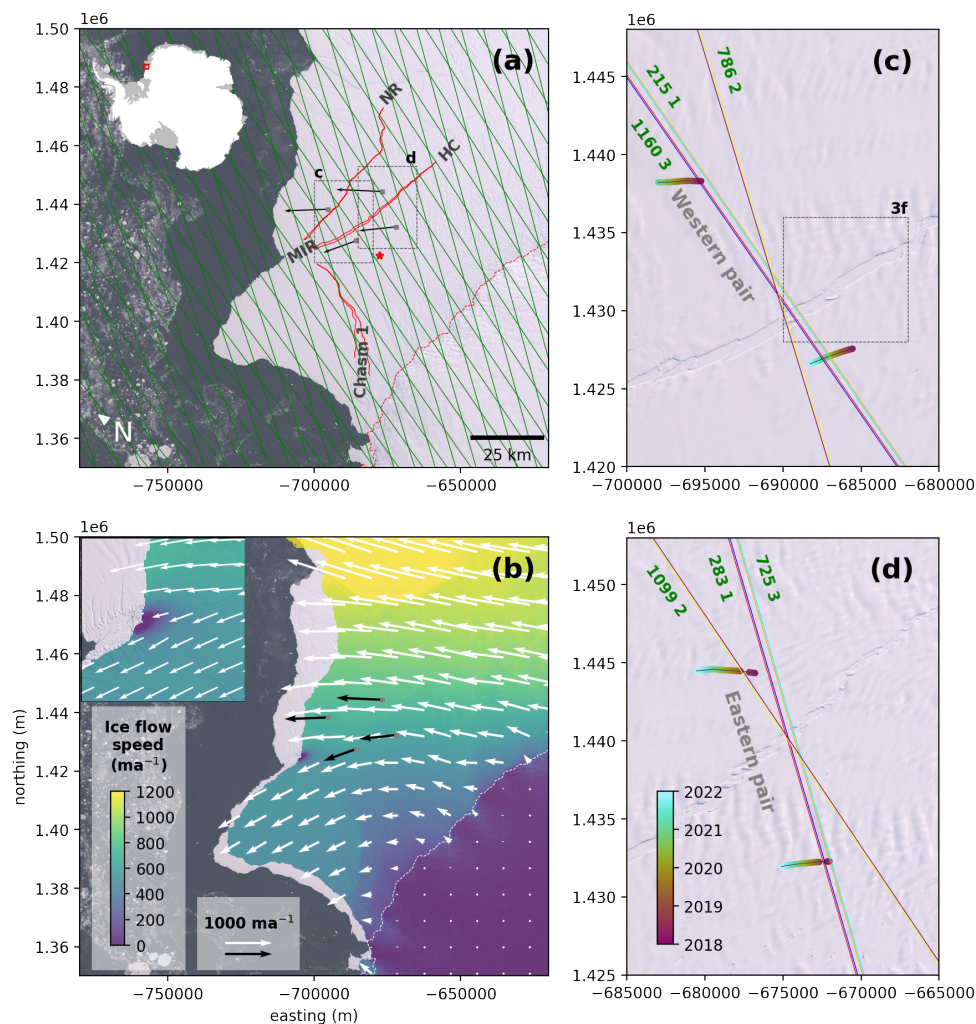 1e6
(a)
1.50
1.48
1.46
1.44
1.42
1.40
1.38
1.36
NR
HC
c
d
MIR
Chasm 1
N
25 km
−750000
−700000
−650000
1e6
(c)
1.445
1.440
1.435
1.430
1.425
1.420
786 2
215 1
1160 3
Western pair
3f
−700000
−695000
−690000
−685000
−680000
1e6
(b)
1.50
1.48
1.46
1.44
1.42
1.40
1.38
1.36
northing (m)
Ice flow
speed
(ma⁻¹)
1200
1000
800
600
400
200
0
1000 ma⁻¹
−750000
−700000
−650000
easting (m)
1e6
(d)
1.450
1.445
1.440
1.435
1.430
1.425
1099 2
283 1
725 3
Eastern pair
2022
2021
2020
2019
2018
−685000
−680000
−675000
−670000
−665000